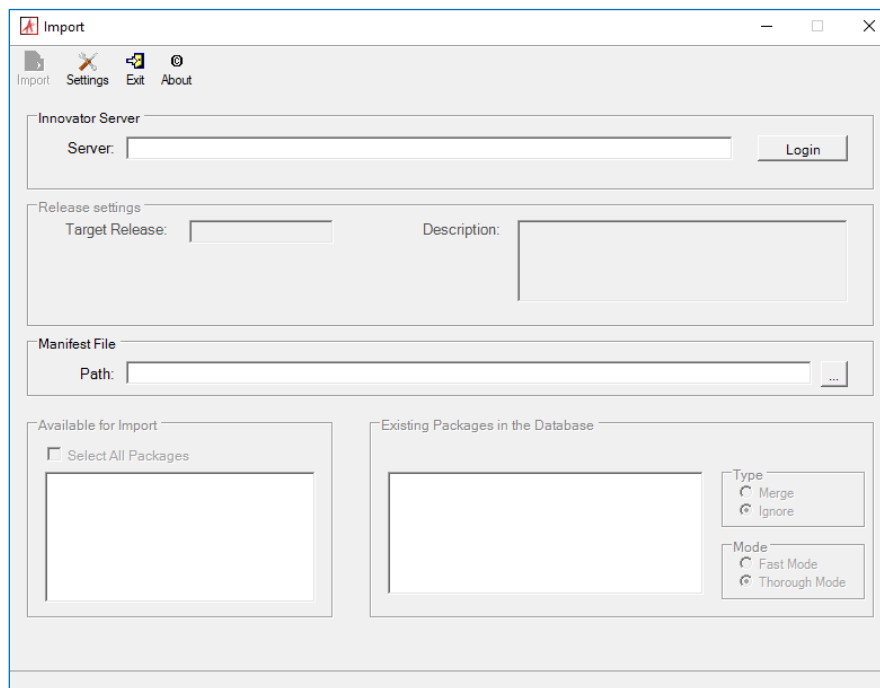 Import
Import Settings Exit About
Innovator Server
Server: Login
Release settings
Target Release: Description:
Manifest File
Path: ...
Available for Import Existing Packages in the Database
Select All Packages
Type
Merge
Ignore
Mode
Fast Mode
Thorough Mode